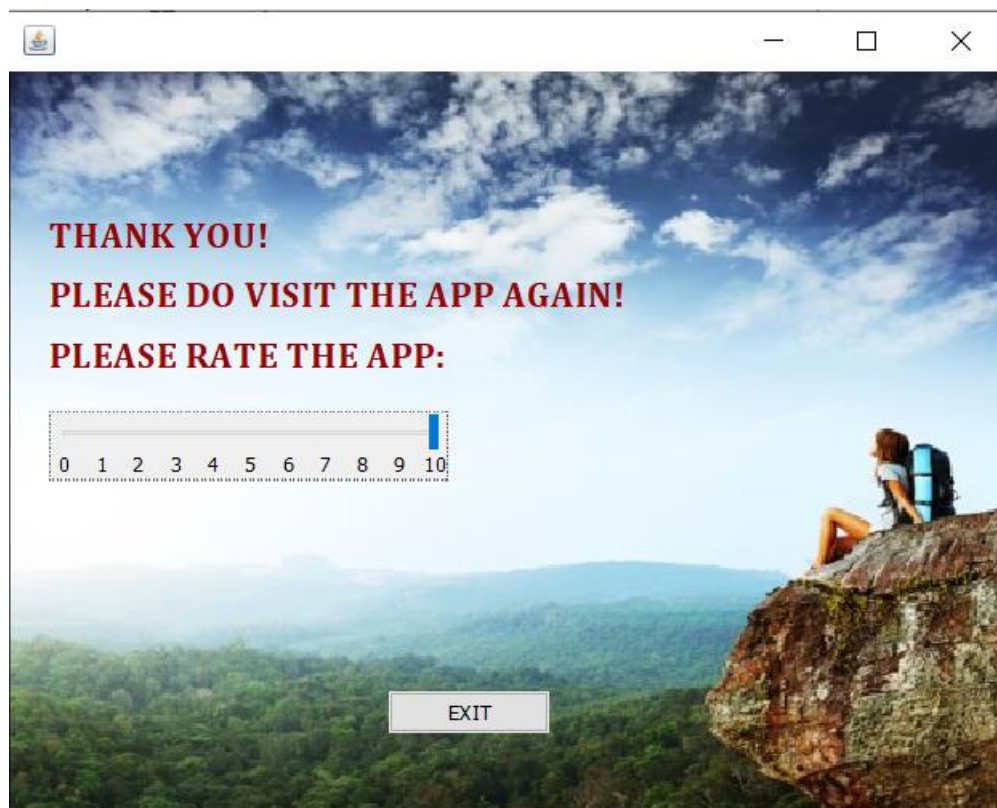 THANK YOU!
PLEASE DO VISIT THE APP AGAIN!
PLEASE RATE THE APP:
0 1 2 3 4 5 6 7 8 9 10
EXIT